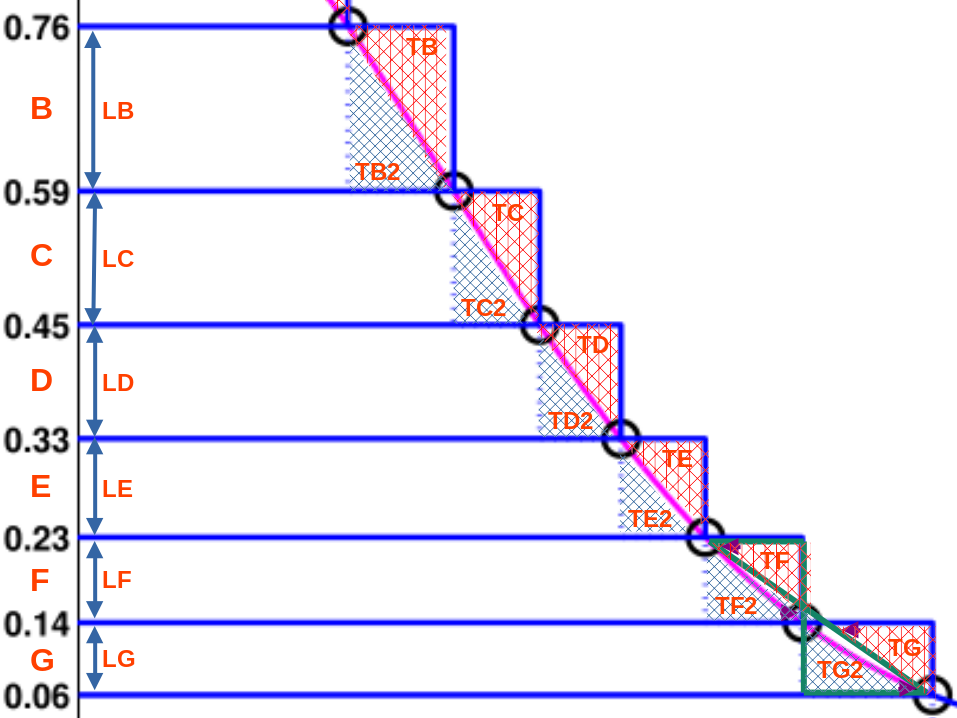 0.76
TB
B
LB
TB2
0.59
TC
C
LC
TC2
0.45
TD
D
LD
TD2
0.33
TE
E
LE
TE2
0.23
TF
F
LF
TF2
0.14
TG
G
LG
TG2
0.06